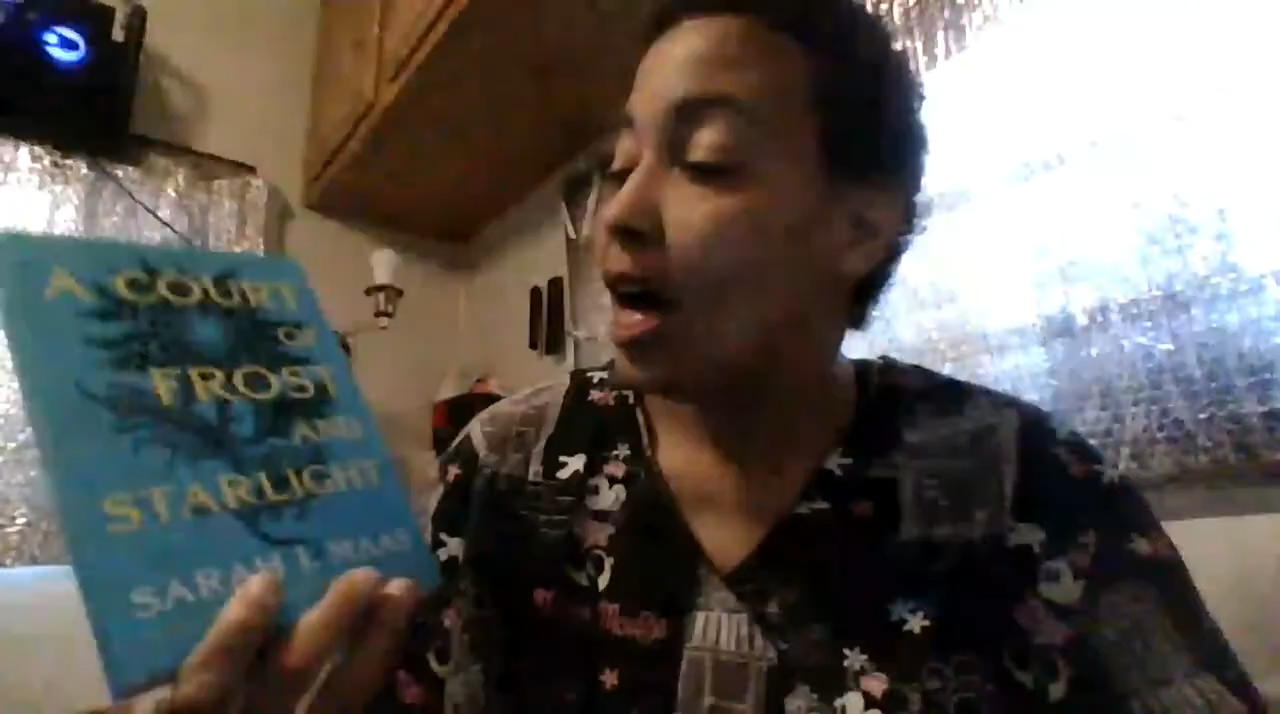 A COURT
OF
FROST
AND
STARLIGHT
SARAH J. MAAS